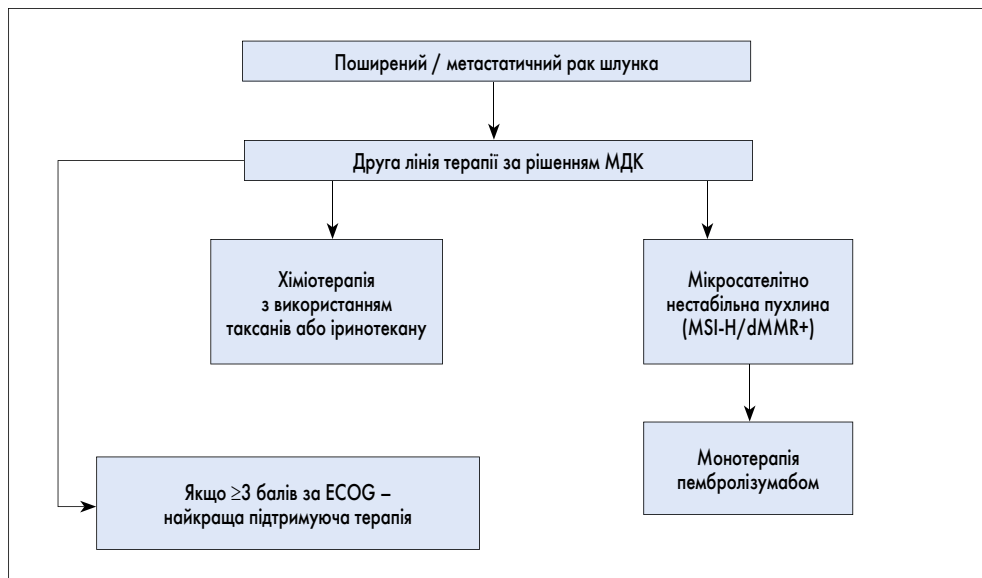 Поширений / метастатичний рак шлунка
Друга лінія терапії за рішенням МДК
Хіміотерапія
з використанням
таксанів або іринотекану
Мікросателітно
нестабільна пухлина
(MSI-H/dMMR+)
Монотерапія
пембролізумабом
Якщо ≥3 балів за ECOG –
найкраща підтримуюча терапія